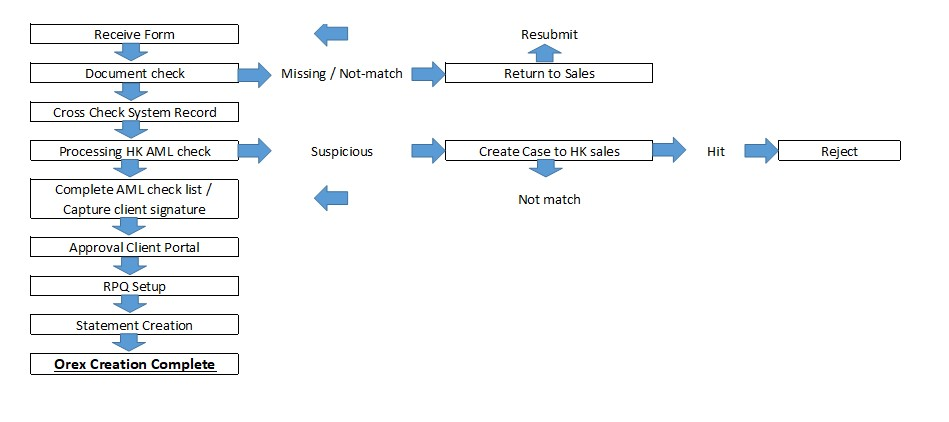 Receive Form
Resubmit
Document check
Missing / Not-match
Return to Sales
Cross Check System Record
Processing HK AML check
Suspicious
Create Case to HK sales
Hit
Reject
Complete AML check list /
Capture client signature
Not match
Approval Client Portal
RPQ Setup
Statement Creation
Orex Creation Complete